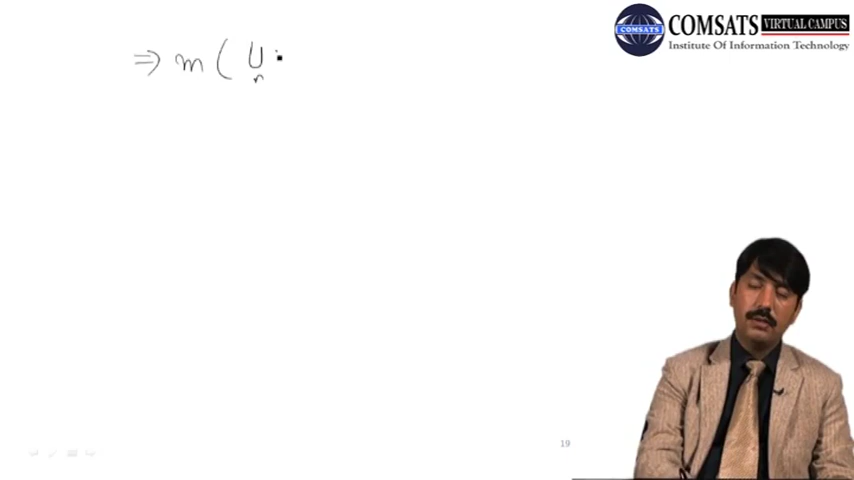 COMSATS VIRTUAL CAMPUS
Institute Of Information Technology
COMSATS
⇒ m ( ∪
n
19